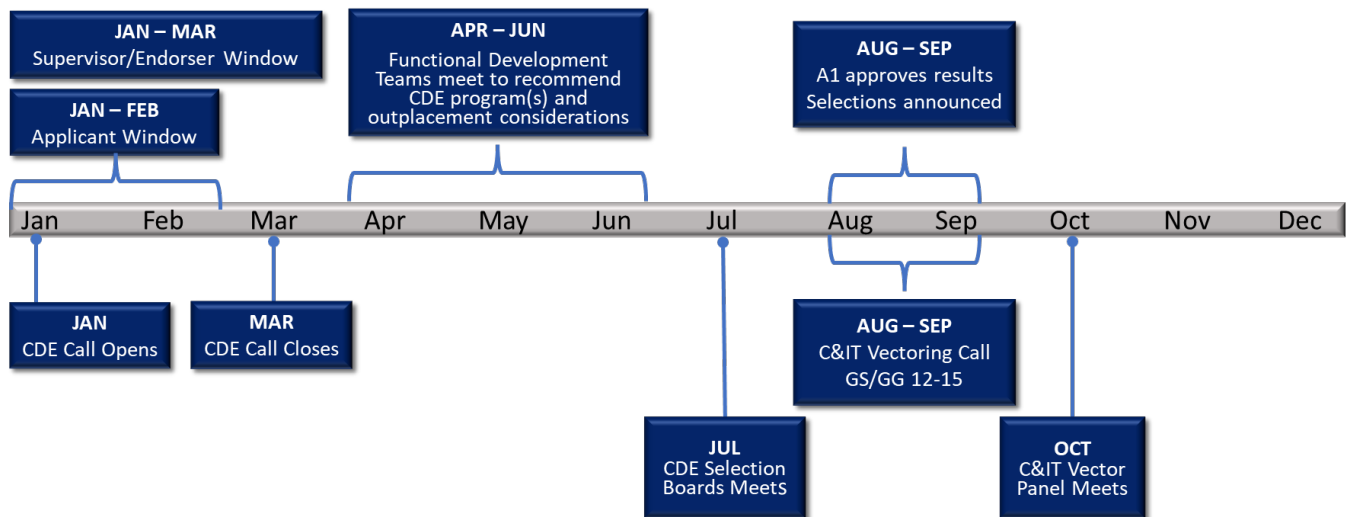 JAN – MAR
Supervisor/Endorser Window
JAN – FEB
Applicant Window
APR – JUN
Functional Development
Teams meet to recommend
CDE program(s) and
outplacement considerations
AUG – SEP
A1 approves results
Selections announced
Jan Feb Mar Apr May Jun Jul Aug Sep Oct Nov Dec
JAN
CDE Call Opens
MAR
CDE Call Closes
AUG – SEP
C&IT Vectoring Call
GS/GG 12-15
JUL
CDE Selection
Boards Meets
OCT
C&IT Vector
Panel Meets